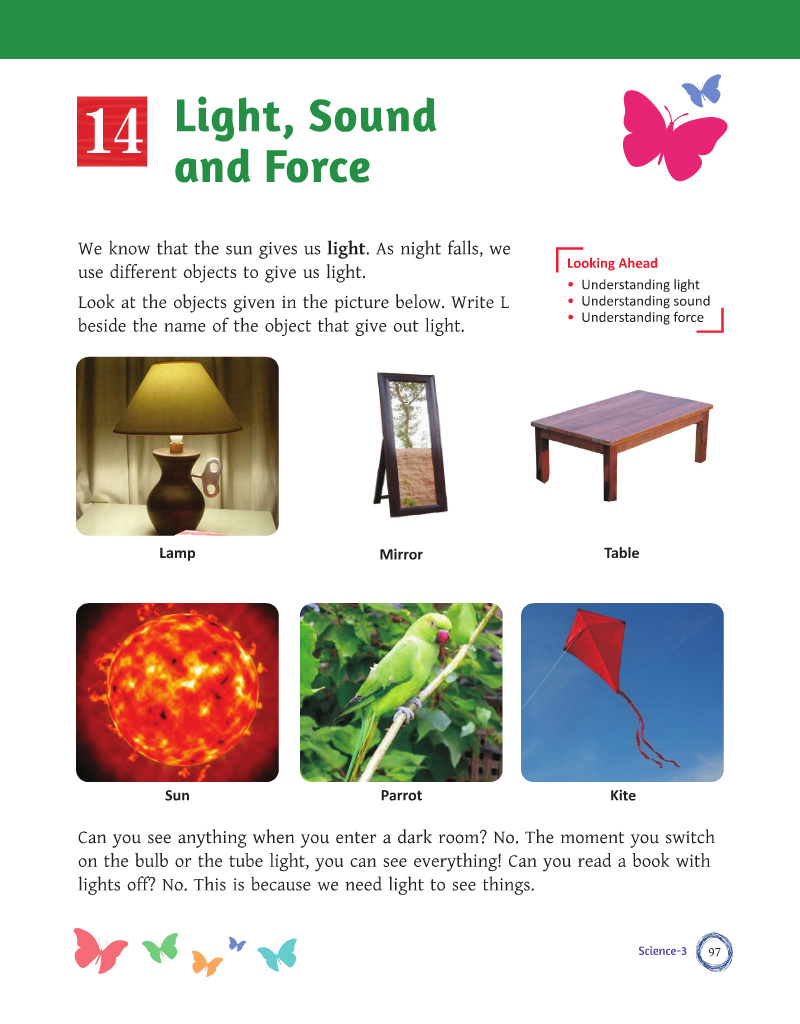 14
Light, Sound
and Force
We know that the sun gives us light. As night falls, we
use different objects to give us light.
Look at the objects given in the picture below. Write L
beside the name of the object that give out light.
Looking Ahead
• Understanding light
• Understanding sound
• Understanding force
Lamp
Mirror
Table
Sun
Parrot
Kite
Can you see anything when you enter a dark room? No. The moment you switch
on the bulb or the tube light, you can see everything! Can you read a book with
lights off? No. This is because we need light to see things.
Science-3
97